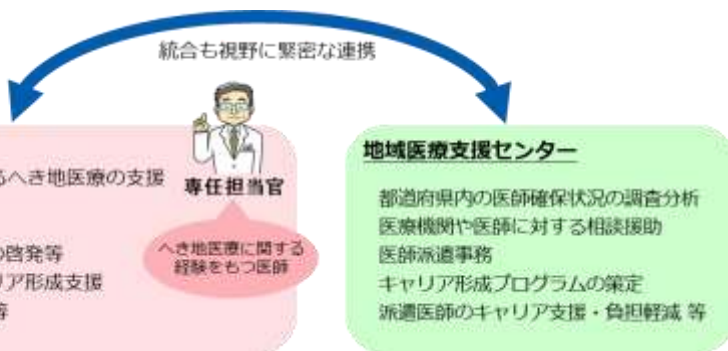 統合も視野に緊密な連携
るへき地医療の支援
の啓発等
リア形成支援
等
専任担当官
へき地医療に関する
経験をもつ医師
地域医療支援センター
都道府県内の医師確保状況の調査分析
医療機関や医師に対する相談援助
医師派遣事務
キャリア形成プログラムの策定
派遣医師のキャリア支援・負担軽減 等